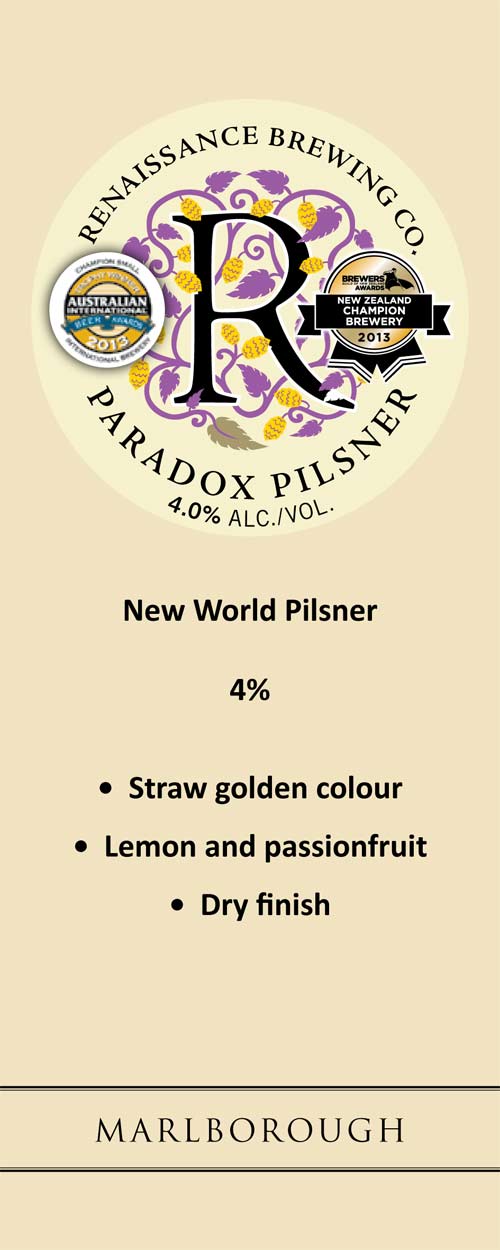 RENAISSANCE BREWING CO.
R
CHAMPION SMALL
AUSTRALIAN
INTERNATIONAL
BEER AWARDS
2013
INTERNATIONAL BREWERY
BREWERS
AWARDS
NEW ZEALAND
CHAMPION
BREWERY
2013
PARADOX PILSNER
4.0% ALC./VOL.
New World Pilsner
4%
• Straw golden colour
• Lemon and passionfruit
• Dry finish
MARLBOROUGH